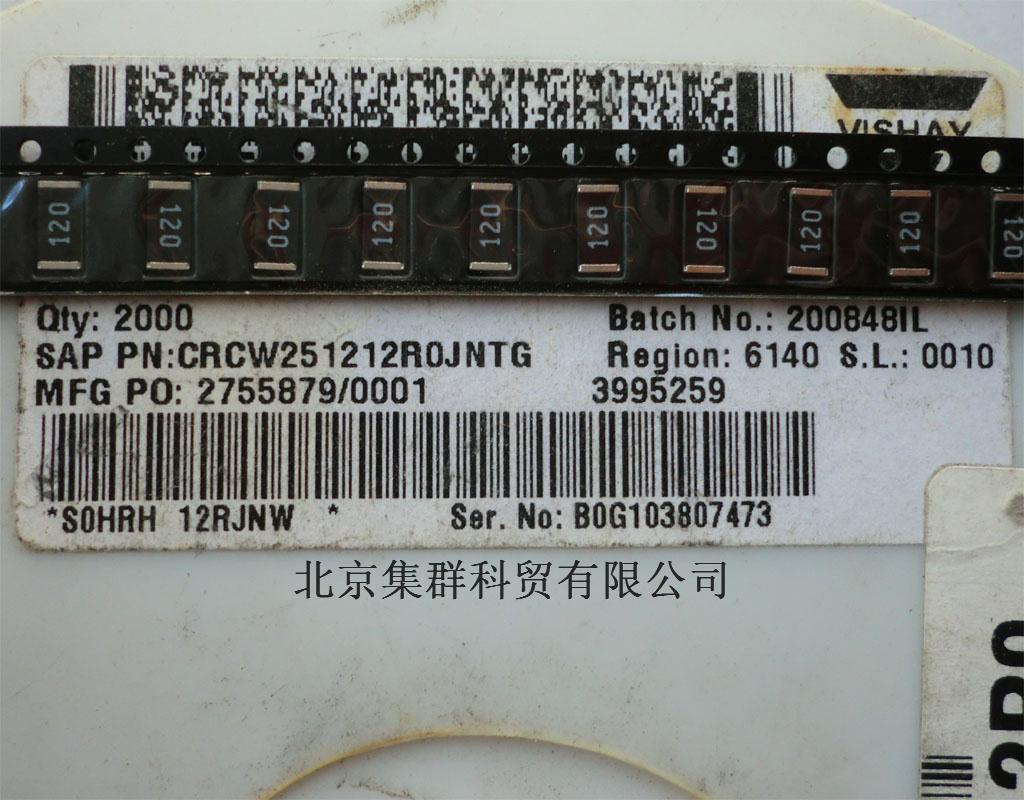 VISHAY
120 120 120 120 120 120 120 120 120 120
Qty: 2000 Batch No.: 200848IL
SAP PN:CRCW251212R0JNTG Region: 6140 S.L.: 0010
MFG PO: 2755879/0001 3995259
*S0HRH 12RJNW * Ser. No: B0G103807473
北京集群科贸有限公司
2R0